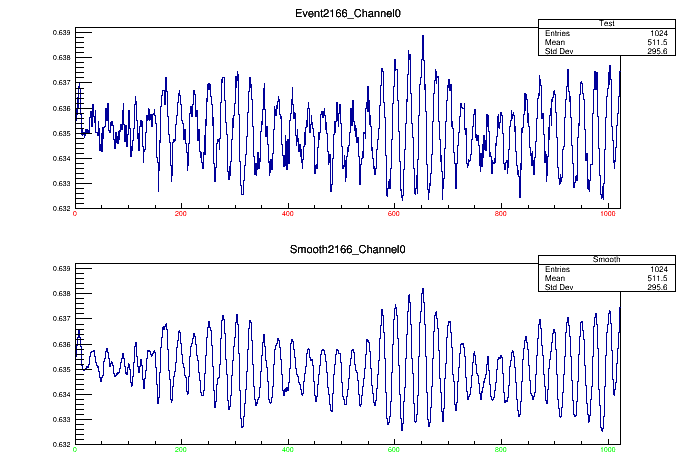 Event2166_Channel0
Test
Entries 1024
Mean 511.5
Std Dev 295.6
0.639
0.638
0.637
0.636
0.635
0.634
0.633
0.632
0 200 400 600 800 1000
Smooth2166_Channel0
Smooth
Entries 1024
Mean 511.5
Std Dev 295.6
0.639
0.638
0.637
0.636
0.635
0.634
0.633
0.632
0 200 400 600 800 1000